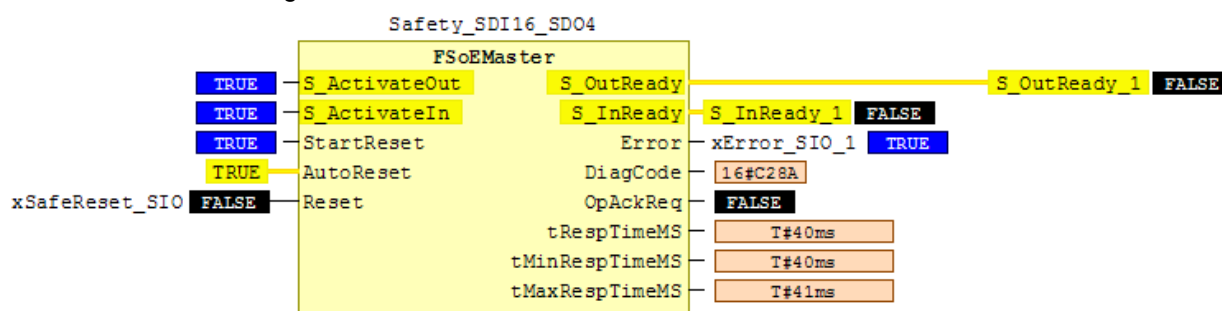 Safety_SDI16_SDO4
FSoEMaster
TRUE S_ActivateOut S_OutReady S_OutReady_1 FALSE
TRUE S_ActivateIn S_InReady S_InReady_1 FALSE
TRUE StartReset Error xError_SIO_1 TRUE
TRUE AutoReset DiagCode 16#C28A
xSafeReset_SIO FALSE Reset OpAckReq FALSE
tRespTimeMS T#40ms
tMinRespTimeMS T#40ms
tMaxRespTimeMS T#41ms